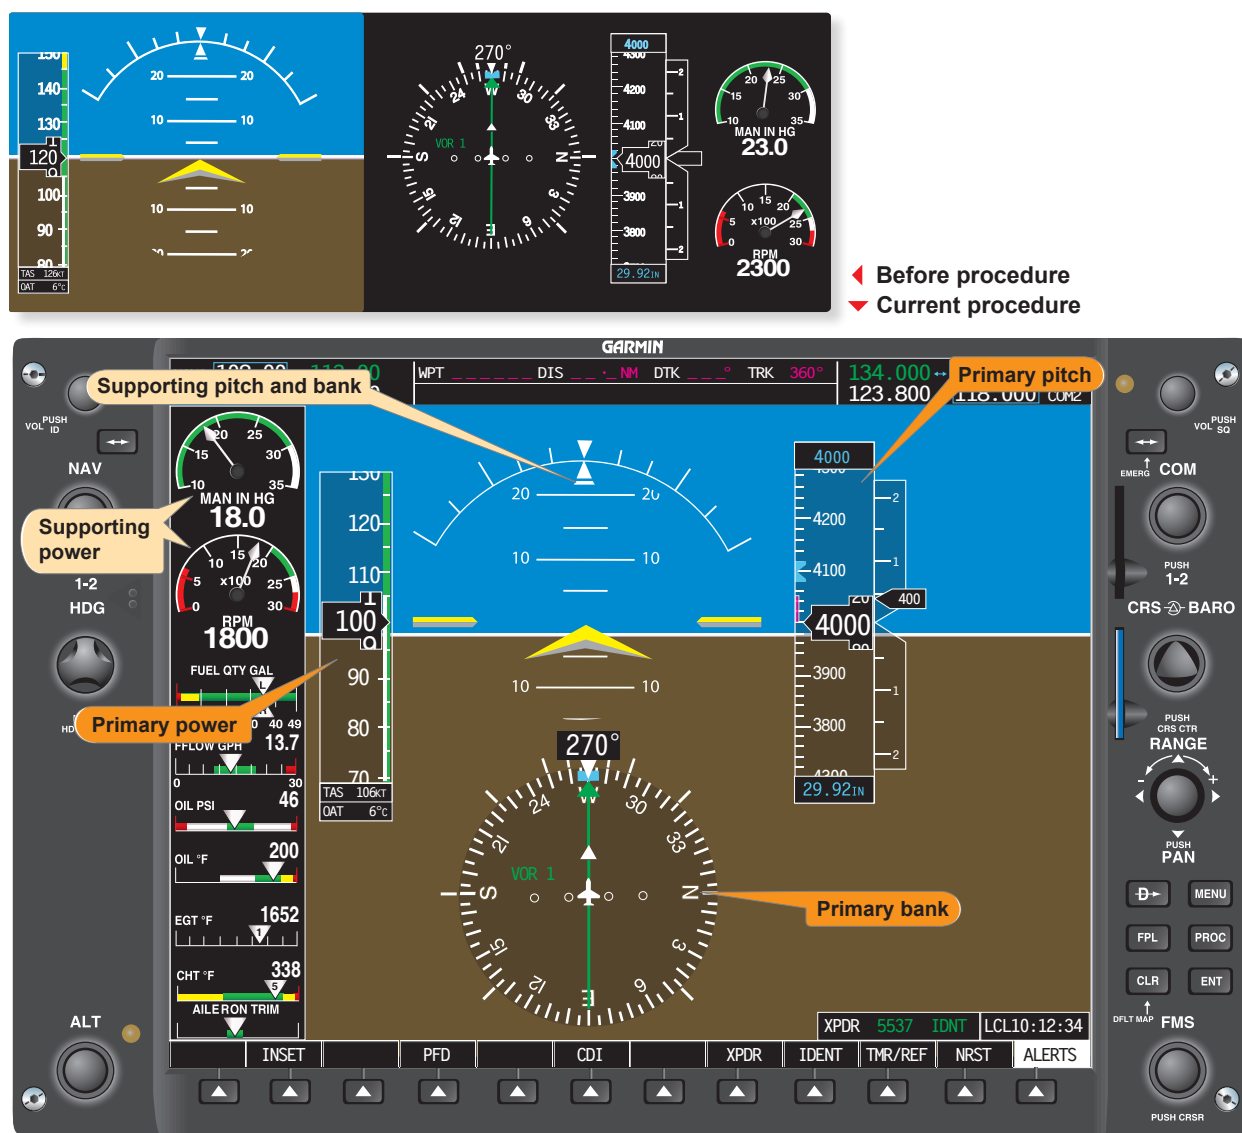 270°
4000
4300
4200
4100
4000
3900
3800
29.92IN
150
140
130
120
100
90
80
TAS 126KT
OAT 6°C
20 20
10 10
10 10
VOR 1
W
30
33
N
3
6
E
12
15
S
21
24
2
1
1
2
10 15 20 25 30 35
MAN IN HG
23.0
0 5 10 15 20 25 30
x100
RPM
2300
Before procedure
Current procedure
GARMIN
WPT _ _ _ _ _ _ DIS _ _ . _ NM DTK _ _ _° TRK 360°
134.000 ↔
123.800 118.000 COM2
Supporting pitch and bank
Primary pitch
VOL PUSH ID
NAV
1-2
HDG
ALT
10 15 20 25 30 35
MAN IN HG
18.0
Supporting power
0 5 10 15 20 25 30
x100
RPM
1800
FUEL QTY GAL
L
R
40 49
Primary power
FFLOW GPH 13.7
0 30
OIL PSI 46
OIL °F 200
EGT °F 1652
1
CHT °F 338
5
AILERON TRIM
130
120
110
100
90
80
70
TAS 106KT
OAT 6°C
20 20
10 10
10 10
4000
4300
4200
4100
4000
3900
3800
29.92IN
2
1
400
1
2
270°
VOR 1
W
30
33
N
3
6
E
12
15
S
21
24
Primary bank
XPDR 5537 IDNT LCL10:12:34
INSET PFD CDI XPDR IDENT TMR/REF NRST ALERTS
VOL PUSH SQ
EMERG COM
PUSH
1-2
CRS BARO
PUSH
CRS CTR
RANGE
- +
PUSH
PAN
D MENU
FPL PROC
CLR ENT
DFLT MAP FMS
PUSH CRSR